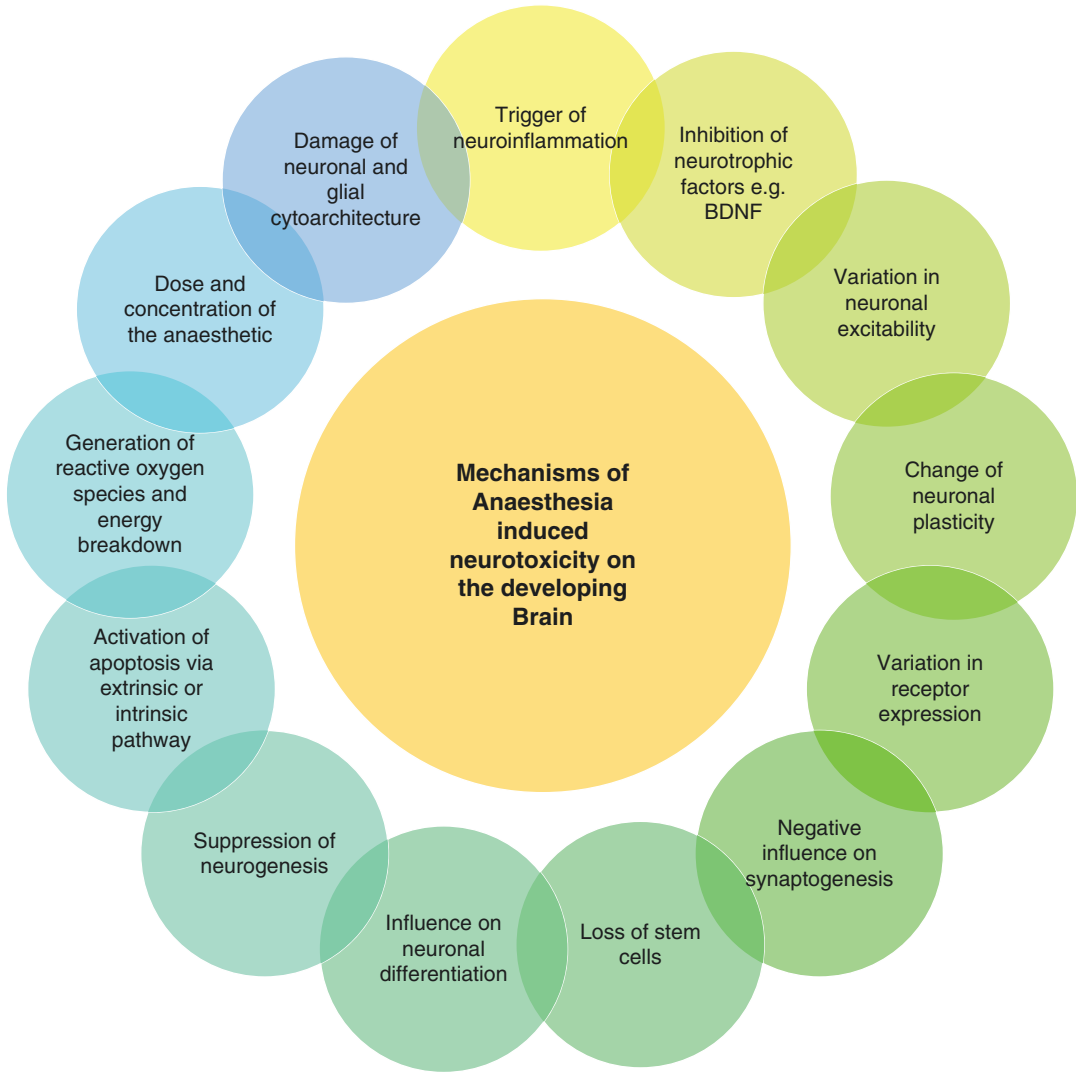 Trigger of
neuroinflammation
Inhibition of
neurotrophic
factors e.g.
BDNF
Variation in
neuronal
excitability
Change of
neuronal
plasticity
Variation in
receptor
expression
Negative
influence on
synaptogenesis
Loss of stem
cells
Influence on
neuronal
differentiation
Suppression of
neurogenesis
Activation of
apoptosis via
extrinsic or
intrinsic
pathway
Generation of
reactive oxygen
species and
energy
breakdown
Dose and
concentration of
the anaesthetic
Damage of
neuronal and
glial
cytoarchitecture
Mechanisms of
Anaesthesia
induced
neurotoxicity on
the developing
Brain